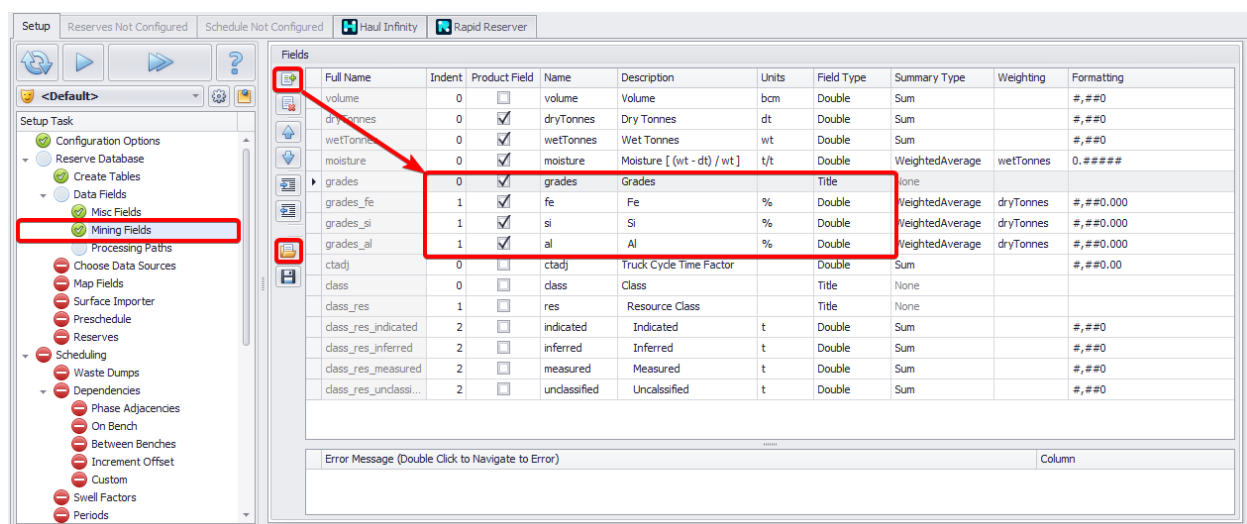 Setup Reserves Not Configured Schedule Not Configured Haul Infinity Rapid Reserver
<Default>
Setup Task
Configuration Options
Reserve Database
Create Tables
Data Fields
Misc Fields
Mining Fields
Processing Paths
Choose Data Sources
Map Fields
Surface Importer
Preschedule
Reserves
Scheduling
Waste Dumps
Dependencies
Phase Adjacencies
On Bench
Between Benches
Increment Offset
Custom
Swell Factors
Periods
Fields
Full Name Indent Product Field Name Description Units Field Type Summary Type Weighting Formatting
volume 0 volume Volume bcm Double Sum #,##0
dryTonnes 0 dryTonnes Dry Tonnes dt Double Sum #,##0
wetTonnes 0 wetTonnes Wet Tonnes wt Double Sum #,##0
moisture 0 moisture Moisture [ (wt - dt) / wt ] t/t Double WeightedAverage wetTonnes 0.#####
grades 0 grades Grades Title None
grades_fe 1 fe Fe % Double WeightedAverage dryTonnes #,##0.000
grades_si 1 si Si % Double WeightedAverage dryTonnes #,##0.000
grades_al 1 al Al % Double WeightedAverage dryTonnes #,##0.000
ctadj 0 ctadj Truck Cycle Time Factor Double Sum #,##0.00
class 0 class Class Title None
class_res 1 res Resource Class Title None
class_res_indicated 2 indicated Indicated t Double Sum #,##0
class_res_inferred 2 inferred Inferred t Double Sum #,##0
class_res_measured 2 measured Measured t Double Sum #,##0
class_res_unclassi... 2 unclassified Uncalssified t Double Sum #,##0
Error Message (Double Click to Navigate to Error) Column